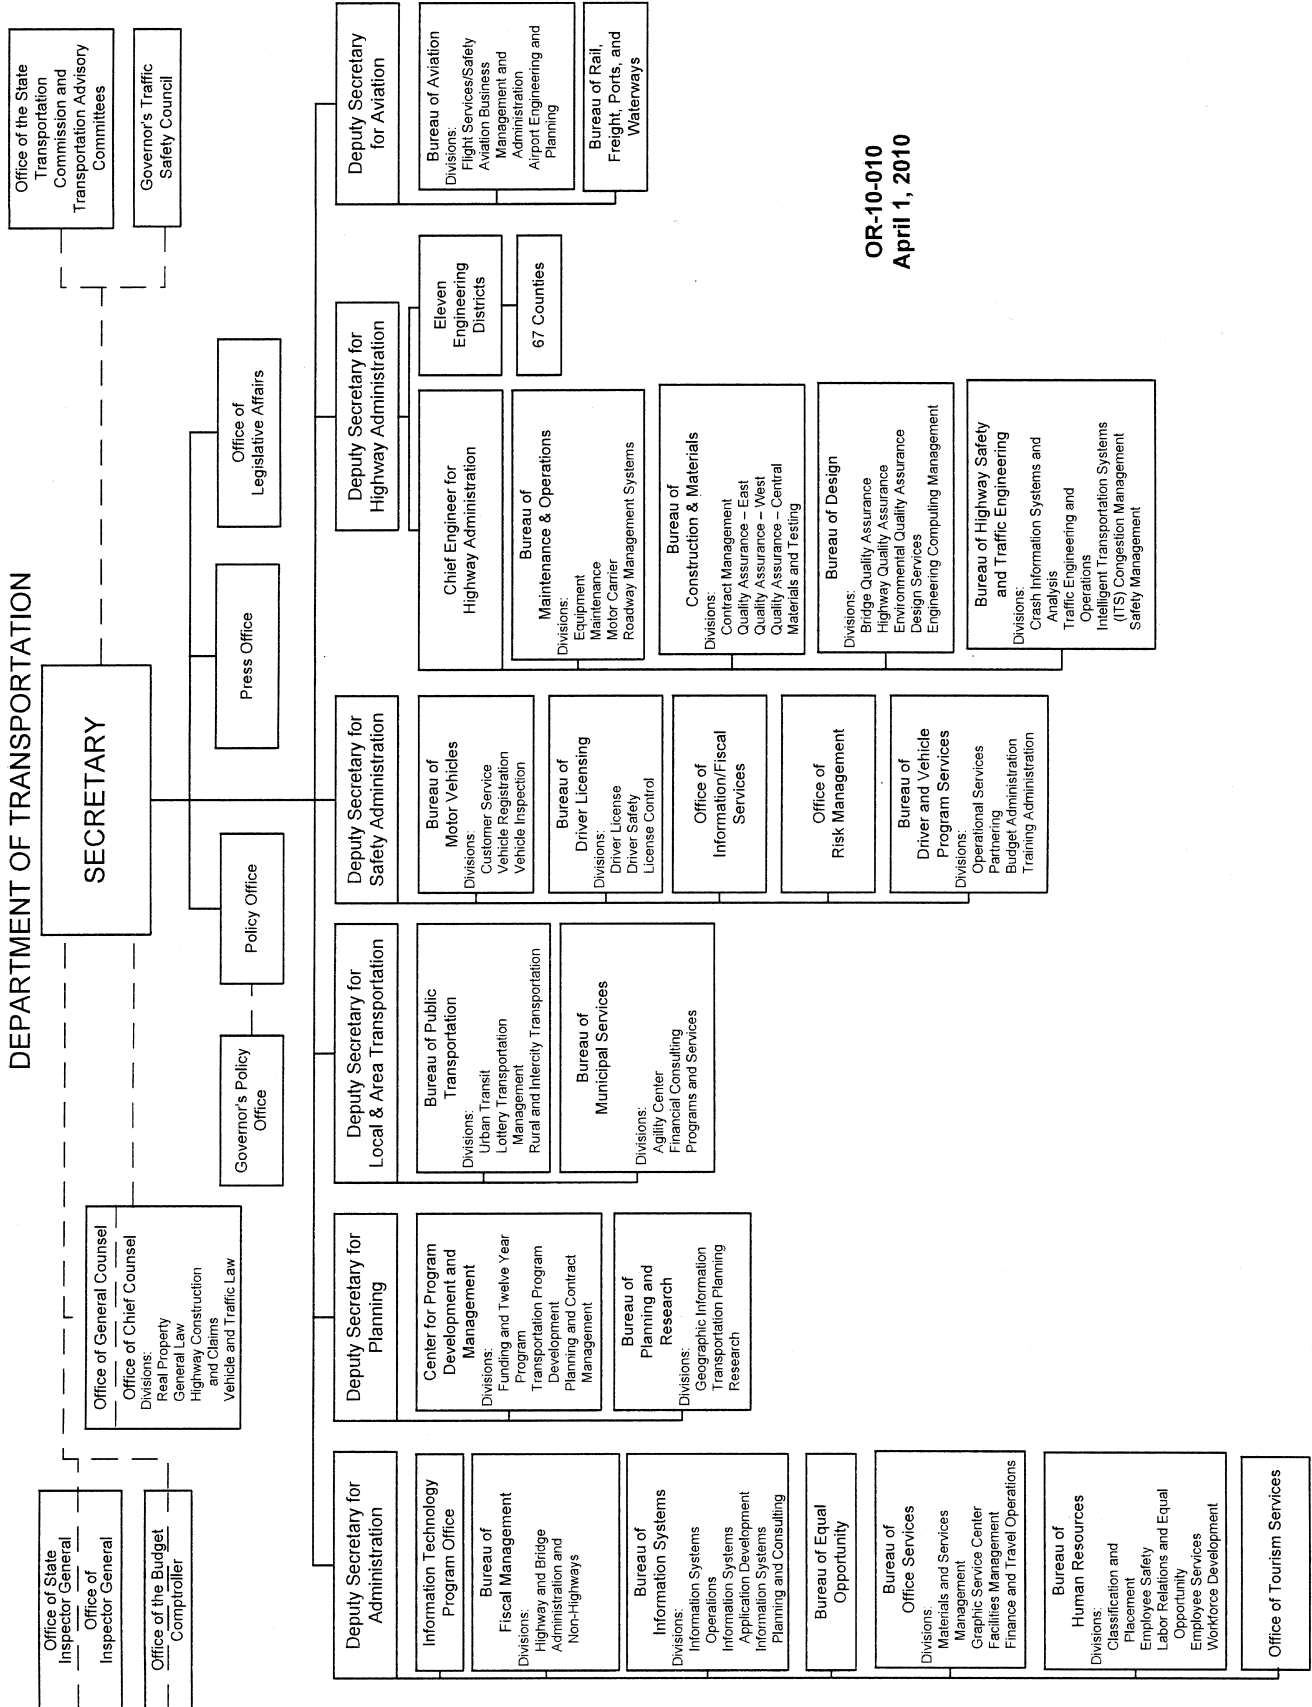 DEPARTMENT OF TRANSPORTATION
SECRETARY
Office of the State
Transportation
Commission and
Transportation Advisory
Committees
Governor's Traffic
Safety Council
Office of State
Inspector General
Office of
Inspector General
Office of the Budget
Comptroller
Office of General Counsel
Office of Chief Counsel
Divisions:
Real Property
General Law
Highway Construction
and Claims
Vehicle and Traffic Law
Governor's Policy
Office
Policy Office
Press Office
Office of
Legislative Affairs
Deputy Secretary for
Administration
Information Technology
Program Office
Bureau of
Fiscal Management
Divisions:
Highway and Bridge
Administration and
Non-Highways
Bureau of
Information Systems
Divisions:
Information Systems
Operations
Information Systems
Application Development
Information Systems
Planning and Consulting
Bureau of Equal
Opportunity
Bureau of
Office Services
Divisions:
Materials and Services
Management
Graphic Service Center
Facilities Management
Finance and Travel Operations
Bureau of
Human Resources
Divisions:
Classification and
Placement
Employee Safety
Labor Relations and Equal
Opportunity
Employee Services
Workforce Development
Office of Tourism Services
Deputy Secretary for
Planning
Center for Program
Development and
Management
Divisions:
Funding and Twelve Year
Program
Transportation Program
Development
Planning and Contract
Management
Bureau of
Planning and
Research
Divisions:
Geographic Information
Transportation Planning
Research
Deputy Secretary for
Local & Area Transportation
Bureau of Public
Transportation
Divisions:
Urban Transit
Lottery Transportation
Management
Rural and Intercity Transportation
Bureau of
Municipal Services
Divisions:
Agility Center
Financial Consulting
Programs and Services
Deputy Secretary for
Safety Administration
Bureau of
Motor Vehicles
Divisions:
Customer Service
Vehicle Registration
Vehicle Inspection
Bureau of
Driver Licensing
Divisions:
Driver License
Driver Safety
License Control
Office of
Information/Fiscal
Services
Office of
Risk Management
Bureau of
Driver and Vehicle
Program Services
Divisions:
Operational Services
Partnering
Budget Administration
Training Administration
Deputy Secretary for
Highway Administration
Chief Engineer for
Highway Administration
Bureau of
Maintenance & Operations
Divisions:
Equipment
Maintenance
Motor Carrier
Roadway Management Systems
Bureau of
Construction & Materials
Divisions:
Contract Management
Quality Assurance – East
Quality Assurance – West
Quality Assurance – Central
Materials and Testing
Bureau of Design
Divisions:
Bridge Quality Assurance
Highway Quality Assurance
Environmental Quality Assurance
Design Services
Engineering Computing Management
Bureau of Highway Safety
and Traffic Engineering
Divisions:
Crash Information Systems and
Analysis
Traffic Engineering and
Operations
Intelligent Transportation Systems
(ITS) Congestion Management
Safety Management
Eleven
Engineering
Districts
67 Counties
Deputy Secretary
for Aviation
Bureau of Aviation
Divisions:
Flight Services/Safety
Aviation Business
Management and
Administration
Airport Engineering and
Planning
Bureau of Rail,
Freight, Ports, and
Waterways
OR-10-010
April 1, 2010